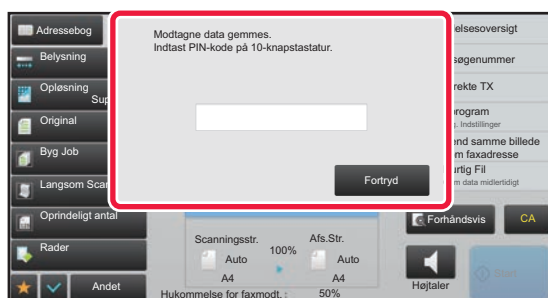 Adressebog
Belysning
Opløsning
Sup
Original
Byg Job
Langsom Scan
Oprindeligt antal
Rader
Andet
Modtagne data gemmes.
Indtast PIN-kode på 10-knapstastatur.
Fortryd
Scanningsstr.
100%
Afs.Str.
Auto
A4
Auto
A4
Hukommelse for faxmodt. :
50%
elsesoversigt
søgenummer
rekte TX
rogram
g. Indstillinger
end samme billede
m faxadresse
urtig Fil
m data midlertidigt
Forhåndsvis
CA
Højtaler
Start